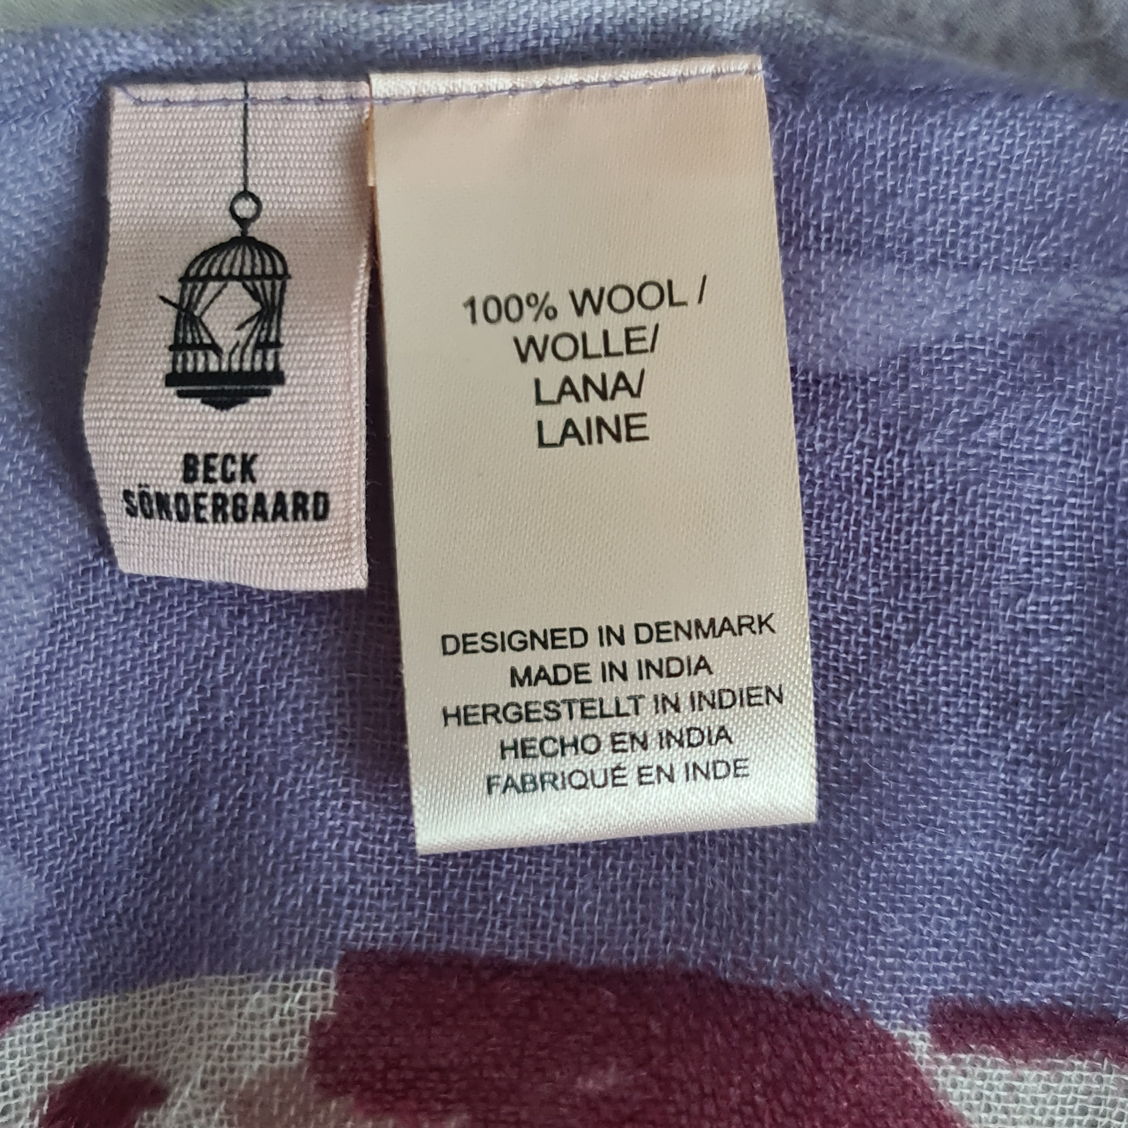 BECK
SÖNDERGAARD
100% WOOL /
WOLLE/
LANA/
LAINE
DESIGNED IN DENMARK
MADE IN INDIA
HERGESTELLT IN INDIEN
HECHO EN INDIA
FABRIQUÉ EN INDE